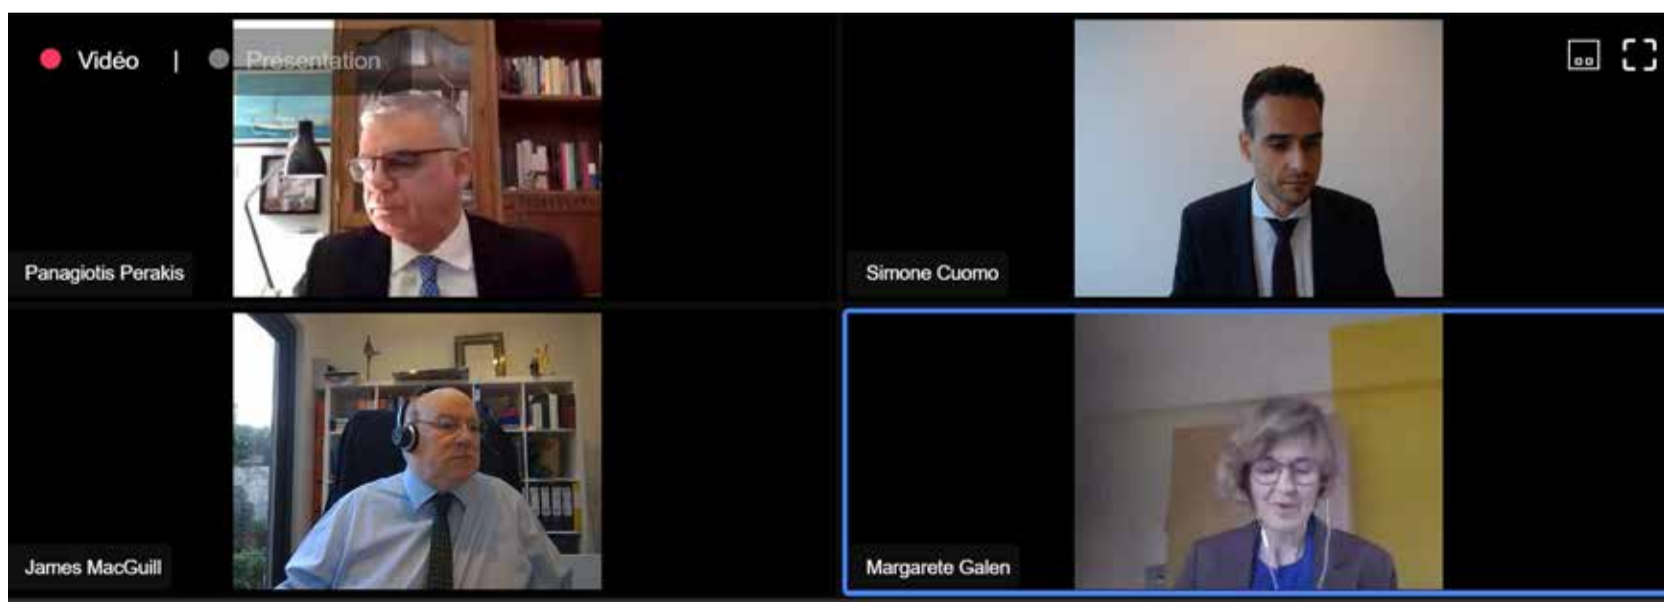 Vidéo | Présentation
Panagiotis Perakis
Simone Cuomo
James MacGuill
Margarete Galen